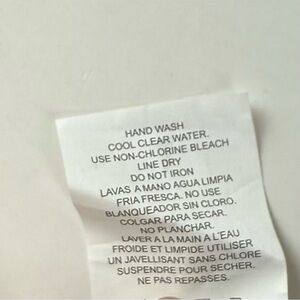 HAND WASH
COOL CLEAR WATER.
USE NON-CHLORINE BLEACH
LINE DRY
DO NOT IRON
LAVAS A MANO AGUA LIMPIA
FRIA FRESCA. NO USE
BLANQUEADOR SIN CLORO.
COLGAR PARA SECAR.
NO PLANCHAR.
LAVER A LA MAIN A L'EAU
FROIDE ET LIMPIDE UTILISER
UN JAVELLISANT SANS CHLORE
SUSPENDRE POUR SECHER.
NE PAS REPASSES.